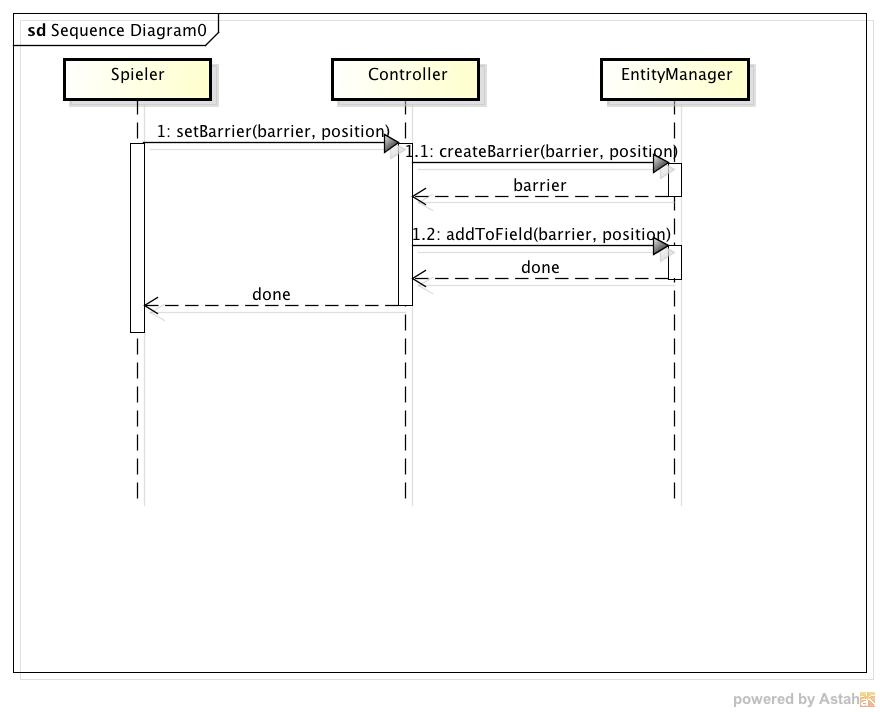 sd Sequence Diagram0
Spieler
Controller
EntityManager
1: setBarrier(barrier, position)
1.1: createBarrier(barrier, position)
barrier
1.2: addToField(barrier, position)
done
done
powered by Astah